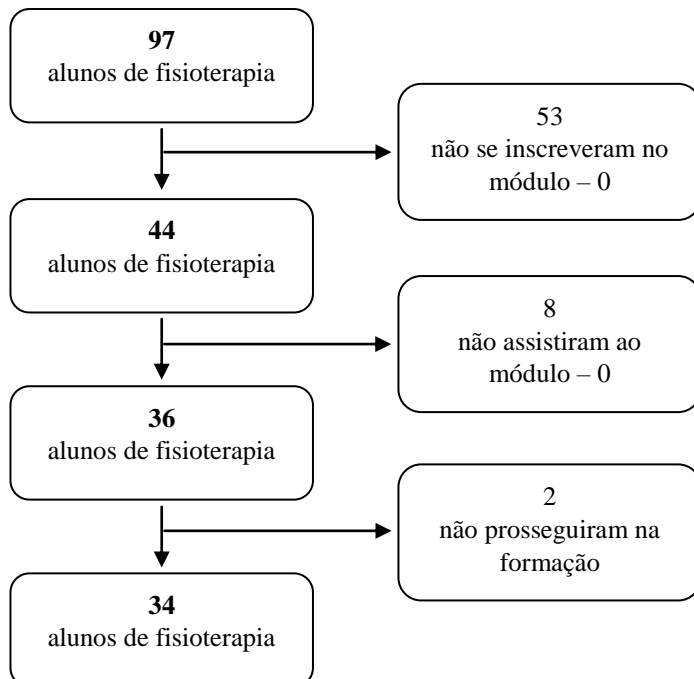 97
alunos de fisioterapia
53
não se inscreveram no
módulo – 0
44
alunos de fisioterapia
8
não assistiram ao
módulo – 0
36
alunos de fisioterapia
2
não prosseguiram na
formação
34
alunos de fisioterapia